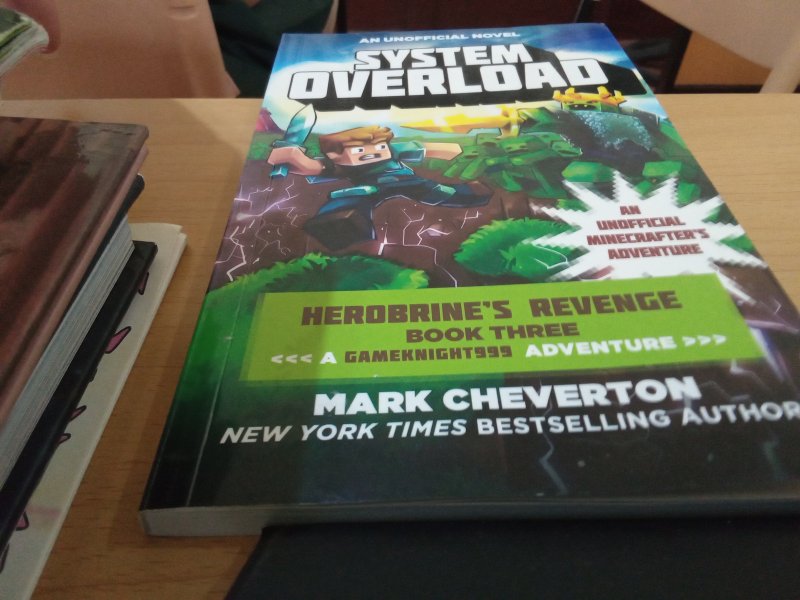 AN UNOFFICIAL NOVEL
SYSTEM
OVERLOAD
AN
UNOFFICIAL
MINECRAFTER'S
ADVENTURE
HEROBRINE'S REVENGE
BOOK THREE
<<< A GAMEKNIGHT999 ADVENTURE >>>
MARK CHEVERTON
NEW YORK TIMES BESTSELLING AUTHOR